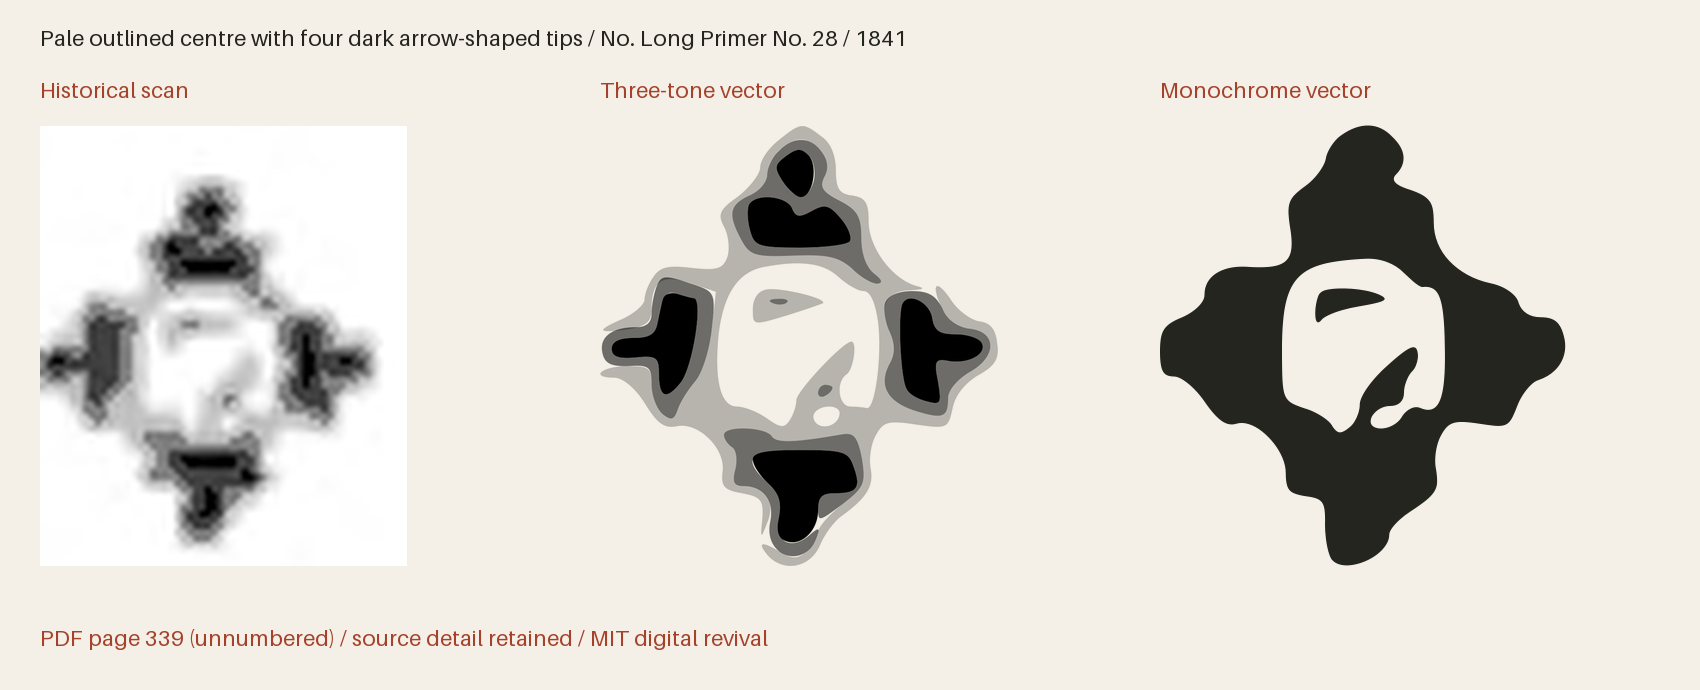 Pale outlined centre with four dark arrow-shaped tips / No. Long Primer No. 28 / 1841
Historical scan
Three-tone vector
Monochrome vector
PDF page 339 (unnumbered) / source detail retained / MIT digital revival